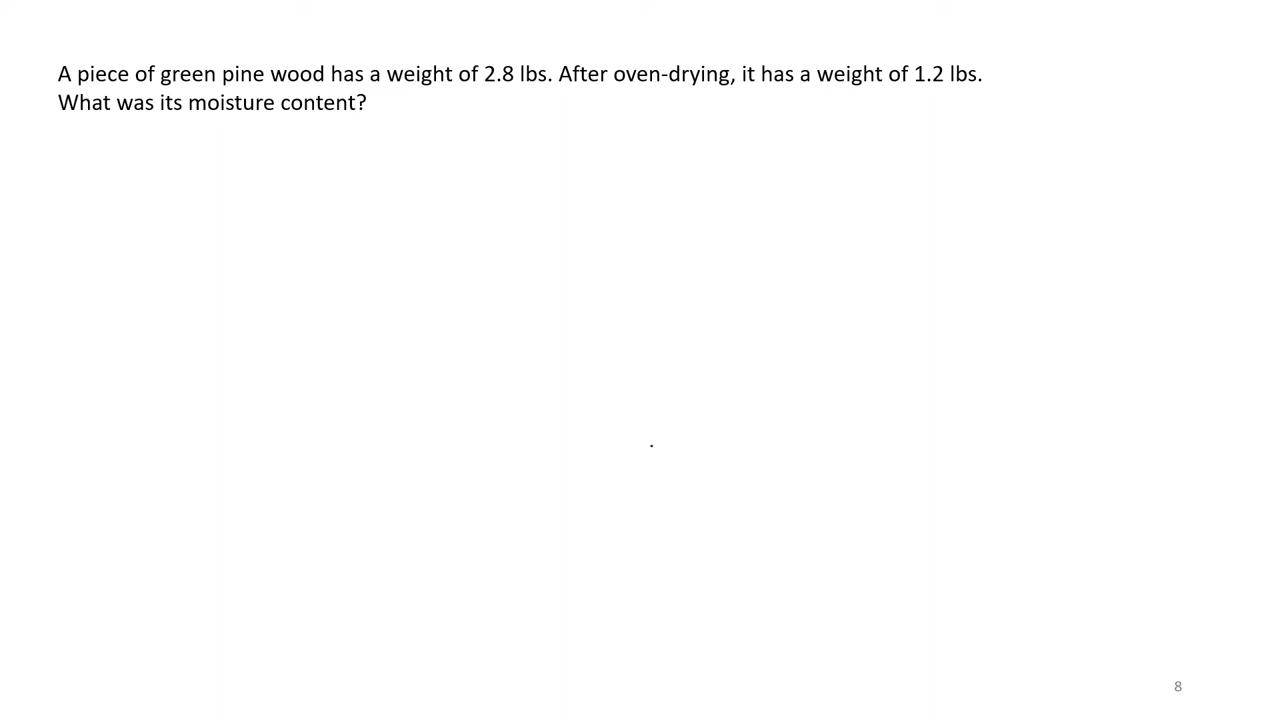 A piece of green pine wood has a weight of 2.8 lbs. After oven-drying, it has a weight of 1.2 lbs.
What was its moisture content?
8